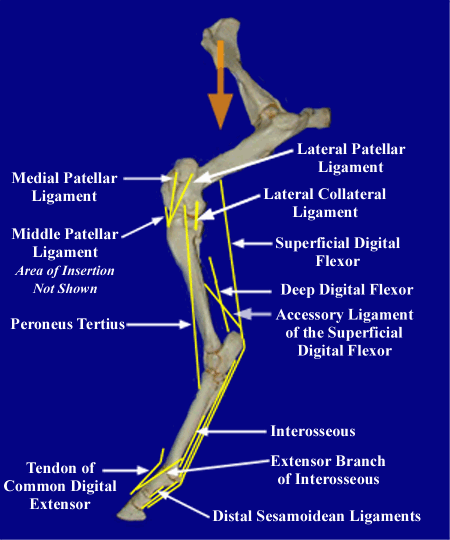 Lateral Patellar
Ligament
Medial Patellar
Ligament
Lateral Collateral
Ligament
Middle Patellar
Ligament
Area of Insertion
Not Shown
Superficial Digital
Flexor
Deep Digital Flexor
Peroneus Tertius
Accessory Ligament
of the Superficial
Digital Flexor
Interosseous
Tendon of
Common Digital
Extensor
Extensor Branch
of Interosseous
Distal Sesamoidean Ligaments